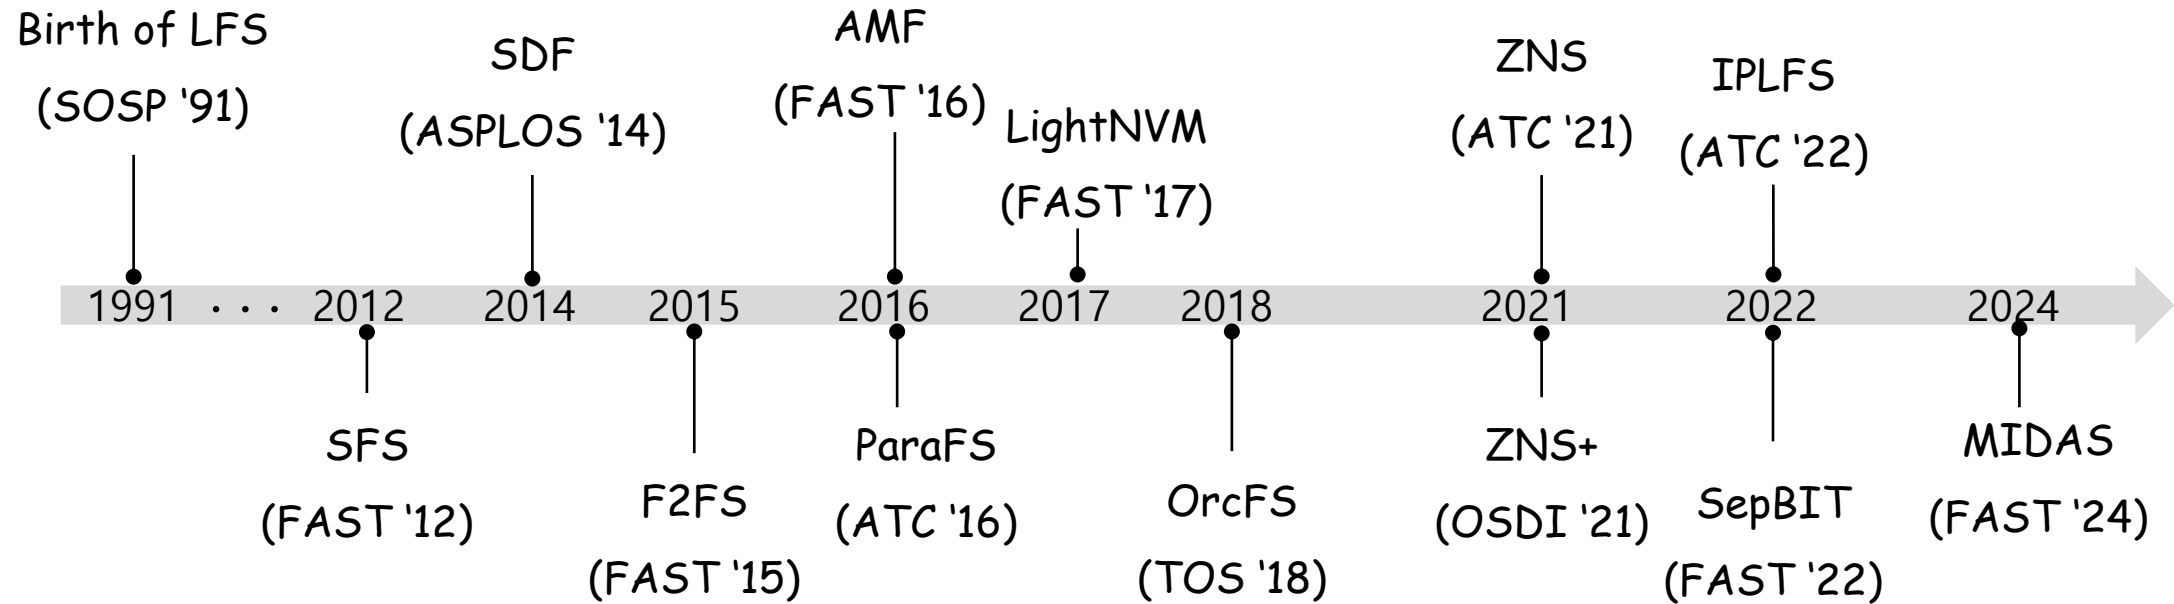 Birth of LFS
(SOSP '91)
SDF
(ASPLOS '14)
AMF
(FAST '16)
LightNVM
(FAST '17)
ZNS
(ATC '21)
IPLFS
(ATC '22)
1991 · · · 2012 2014 2015 2016 2017 2018 2021 2022 2024
SFS
(FAST '12)
F2FS
(FAST '15)
ParaFS
(ATC '16)
OrcFS
(TOS '18)
ZNS+
(OSDI '21)
SepBIT
(FAST '22)
MIDAS
(FAST '24)